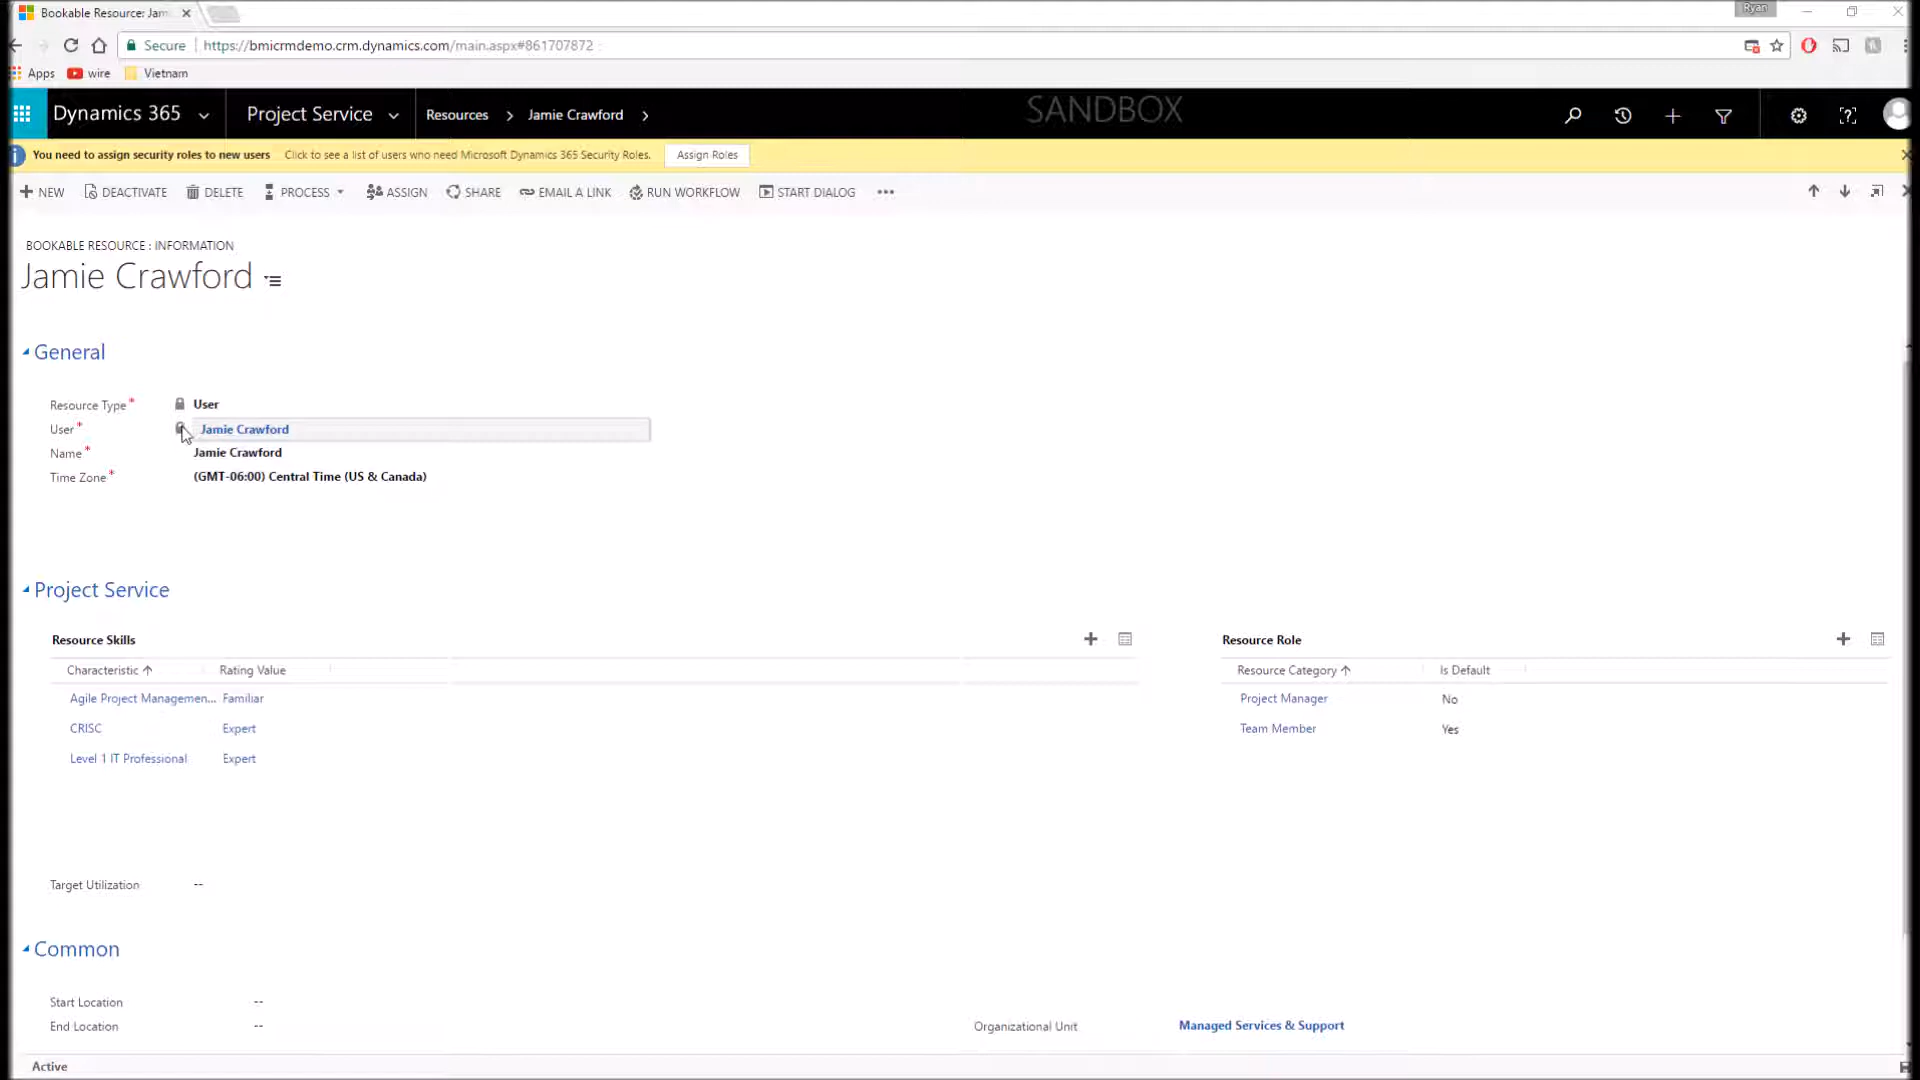 Bookable Resource: Jam
Ryan
Secure https://bmicrmdemo.crm.dynamics.com/main.aspx#861707872
Apps wire Vietnam
Dynamics 365 Project Service Resources > Jamie Crawford > SANDBOX
You need to assign security roles to new users Click to see a list of users who need Microsoft Dynamics 365 Security Roles. Assign Roles
NEW DEACTIVATE DELETE PROCESS ASSIGN SHARE EMAIL A LINK RUN WORKFLOW START DIALOG •••
BOOKABLE RESOURCE : INFORMATION
Jamie Crawford
General
Resource Type * User
User * Jamie Crawford
Name * Jamie Crawford
Time Zone * (GMT-06:00) Central Time (US & Canada)
Project Service
Resource Skills Resource Role
Characteristic ↑ Rating Value Resource Category ↑ Is Default
Agile Project Managemen... Familiar Project Manager No
CRISC Expert Team Member Yes
Level 1 IT Professional Expert
Target Utilization --
Common
Start Location --
End Location -- Organizational Unit Managed Services & Support
Active